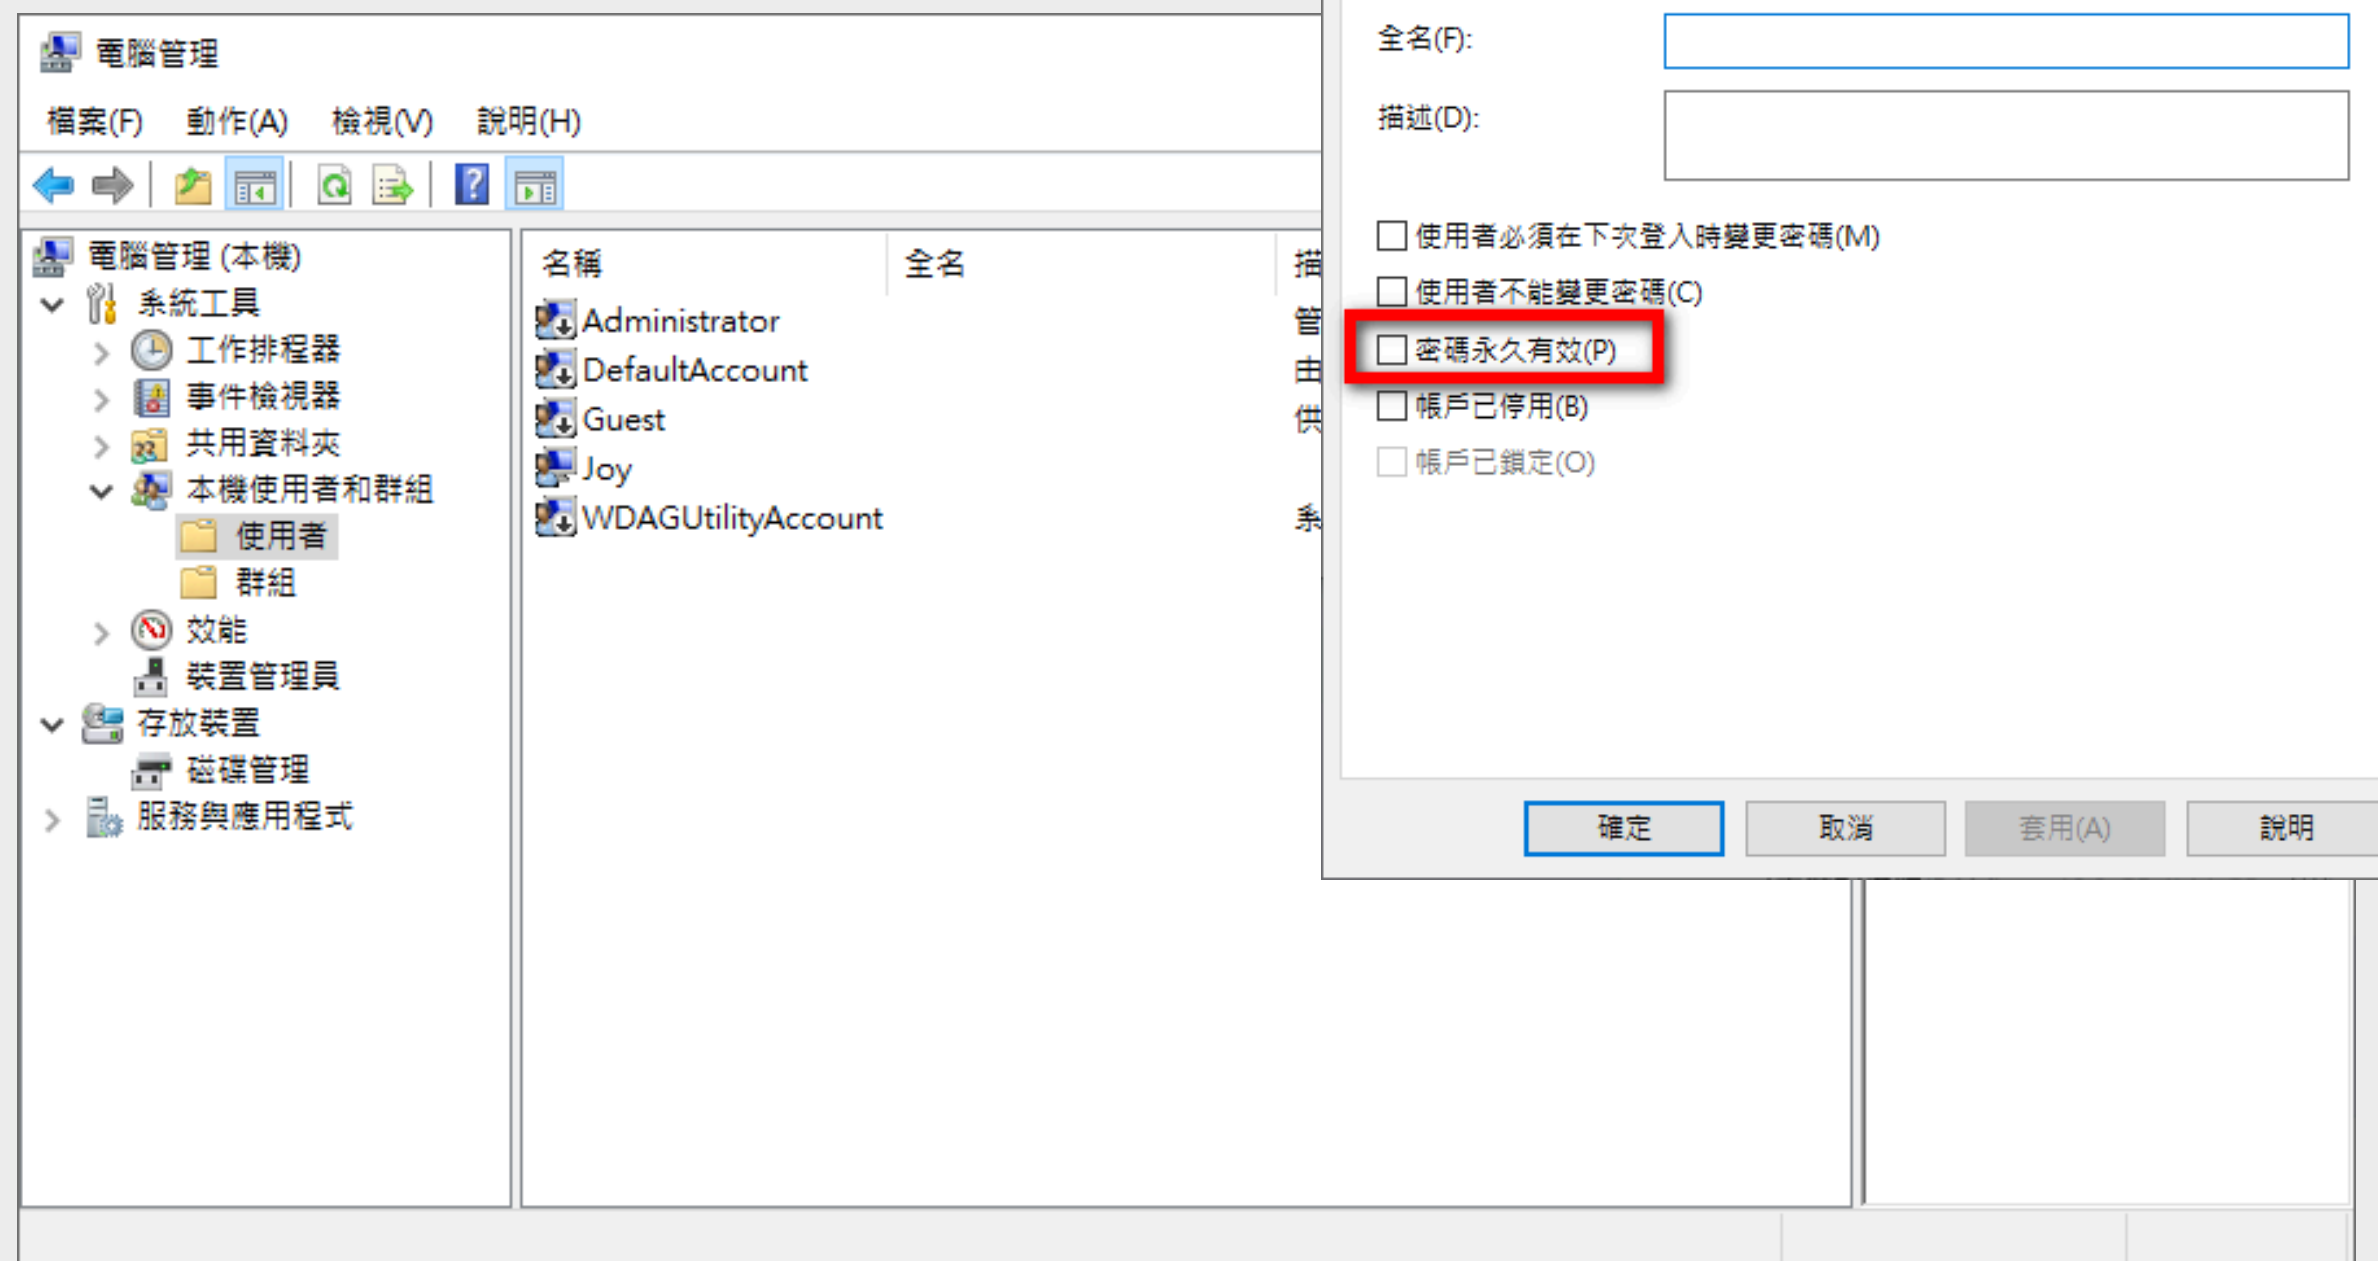 電腦管理
檔案(F) 動作(A) 檢視(V) 說明(H)
電腦管理 (本機)
系統工具
工作排程器
事件檢視器
共用資料夾
本機使用者和群組
使用者
群組
效能
裝置管理員
存放裝置
磁碟管理
服務與應用程式
名稱 全名 描
Administrator 管
DefaultAccount 由
Guest 供
Joy
WDAGUtilityAccount 系
全名(F):
描述(D):
使用者必須在下次登入時變更密碼(M)
使用者不能變更密碼(C)
密碼永久有效(P)
帳戶已停用(B)
帳戶已鎖定(O)
確定 取消 套用(A) 說明